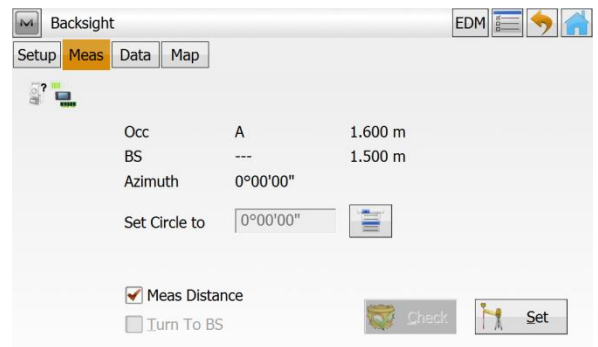 Backsight EDM
Setup Meas Data Map
?
Occ A 1.600 m
BS --- 1.500 m
Azimuth 0°00'00"
Set Circle to 0°00'00"
Meas Distance
Turn To BS Check Set